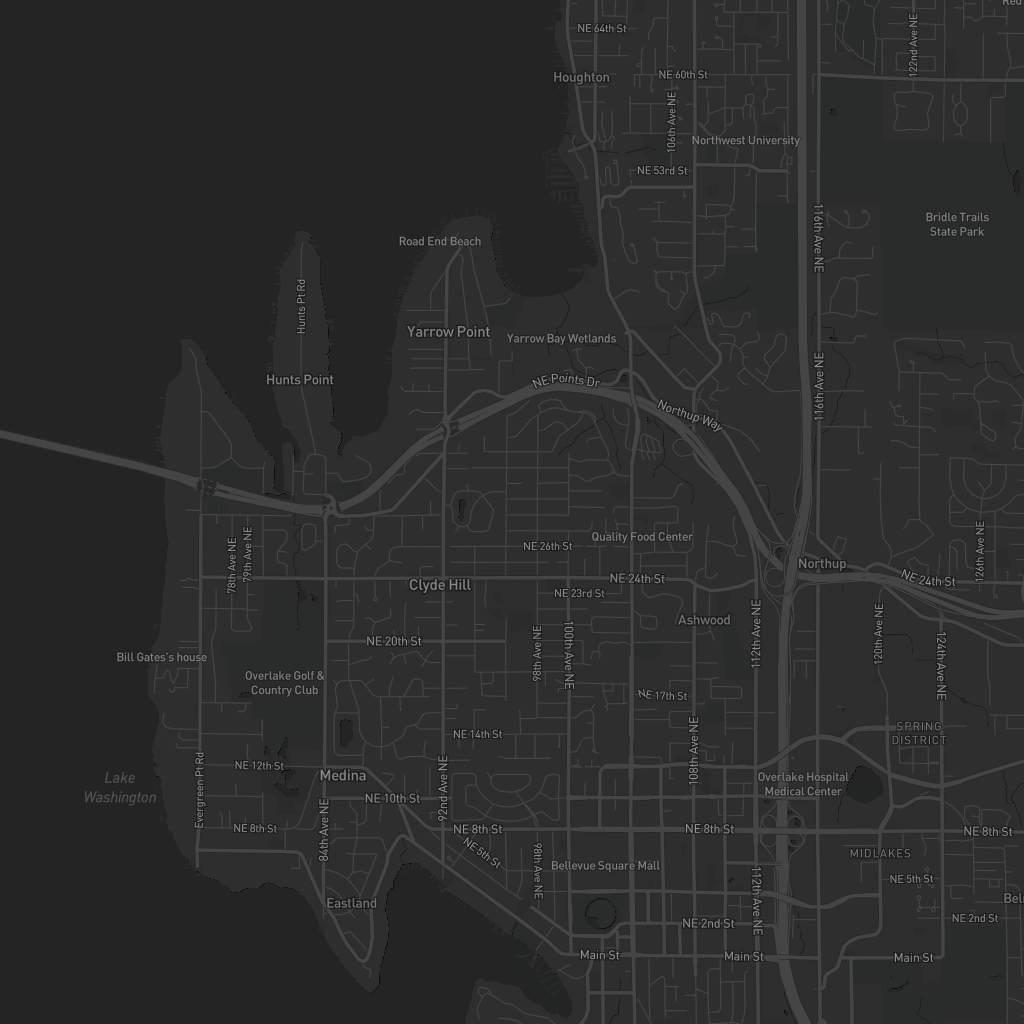 Red
NE 64th St
122nd Ave NE
Houghton
NE 60th St
106th Ave NE
Northwest University
NE 53rd St
116th Ave NE
Bridle Trails
State Park
Road End Beach
Hunts Pt Rd
Yarrow Point
Yarrow Bay Wetlands
Hunts Point
NE Points Dr
116th Ave NE
Northup Way
78th Ave NE
79th Ave NE
NE 26th St
Quality Food Center
126th Ave NE
Northup
NE 24th St
Clyde Hill
NE 24th St
NE 23rd St
Ashwood
112th Ave NE
120th Ave NE
124th Ave NE
NE 20th St
98th Ave NE
100th Ave NE
Bill Gates's house
Overlake Golf &
Country Club
NE 17th St
NE 14th St
108th Ave NE
SPRING
DISTRICT
NE 12th St
Medina
Lake
Washington
Evergreen Pt Rd
92nd Ave NE
Overlake Hospital
Medical Center
NE 10th St
NE 8th St
84th Ave NE
NE 8th St
NE 8th St
NE 8th St
NE 5th St
98th Ave NE
Bellevue Square Mall
MIDLAKES
NE 5th St
112th Ave NE
Eastland
NE 2nd St
NE 2nd St
Bel
Main St
Main St
Main St